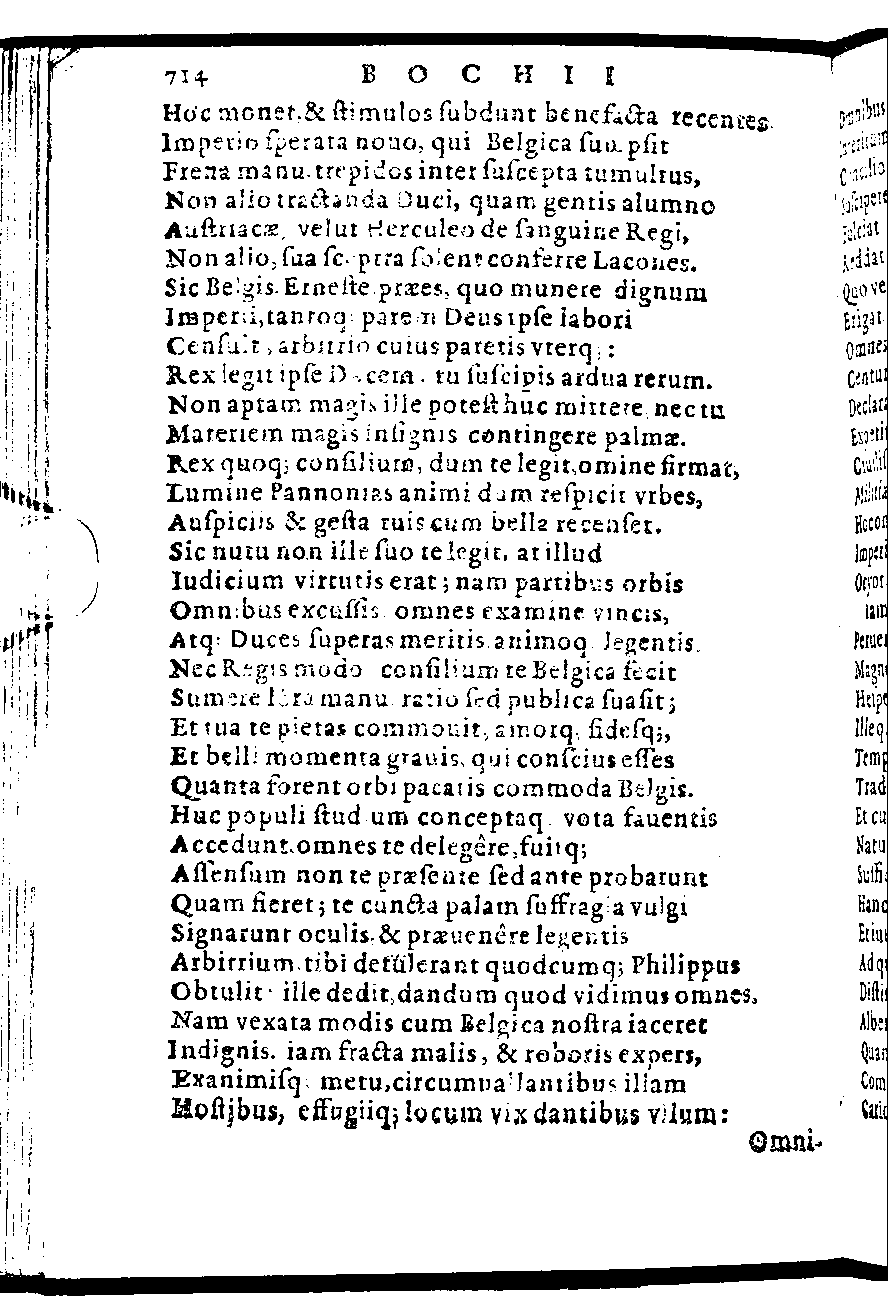 714 BOCHII
Hoc monet, & ſtimulos ſubdunt benefacta recentes.
Imperio ſperata nouo, qui Belgica ſumpſit
Frena manu, trepidos inter ſuſcepta tumultus,
Non alio tractanda Duci, quam gentis alumno
Auſtriacæ, velut Herculeo de ſanguine Regi,
Non alio, ſua ſceptra ſolent conferre Lacones.
Sic Belgis Erneſte præes, quo munere dignum
Imperii, tantoq; parem Deus ipſe labori
Cenſuit, arbitrio cuius paretis vterq; :
Rex legit ipſe Ducem, tu ſuſcipis ardua rerum.
Non aptam magis ille poteſt huc mittere, nec tu
Materiem magis inſignis contingere palmæ.
Rex quoq; conſilium, dum te legit, omine firmat,
Lumine Pannonias animi dum reſpicit vrbes,
Auſpiciis & geſta tuis cum bella recenſet.
Sic nutu non ille ſuo te legit, at illud
Iudicium virtutis erat; nam partibus orbis
Omnibus excuſſis omnes examine vincis,
Atq; Duces ſuperas meritis animoq legentis.
Nec Regis modo conſilium te Belgica fecit
Sumere lora manu ratio ſed publica ſuaſit;
Et tua te pietas commouit, amorq, fideſq;,
Et belli momenta grauis, qui conſcius eſſes
Quanta forent orbi pacatis commoda Belgis.
Huc populi ſtudium conceptaq vota fauentis
Accedunt, omnes te delegêre, fuitq;
Aſſenſum non te præſente ſed ante probarunt
Quam fieret; te cuncta palam ſuffragia vulgi
Signarunt oculis, & præuenêre legentis
Arbitrium, tibi detulerant quodcumq; Philippus
Obtulit: ille dedit, dandum quod vidimus omnes.
Nam vexata modis cum Belgica noſtra iaceret
Indignis, iam fracta malis, & roboris expers,
Exanimiſq, metu, circumuallantibus illam
Hoſtibus, effugiiq; locum vix dantibus vllum:
Omni-